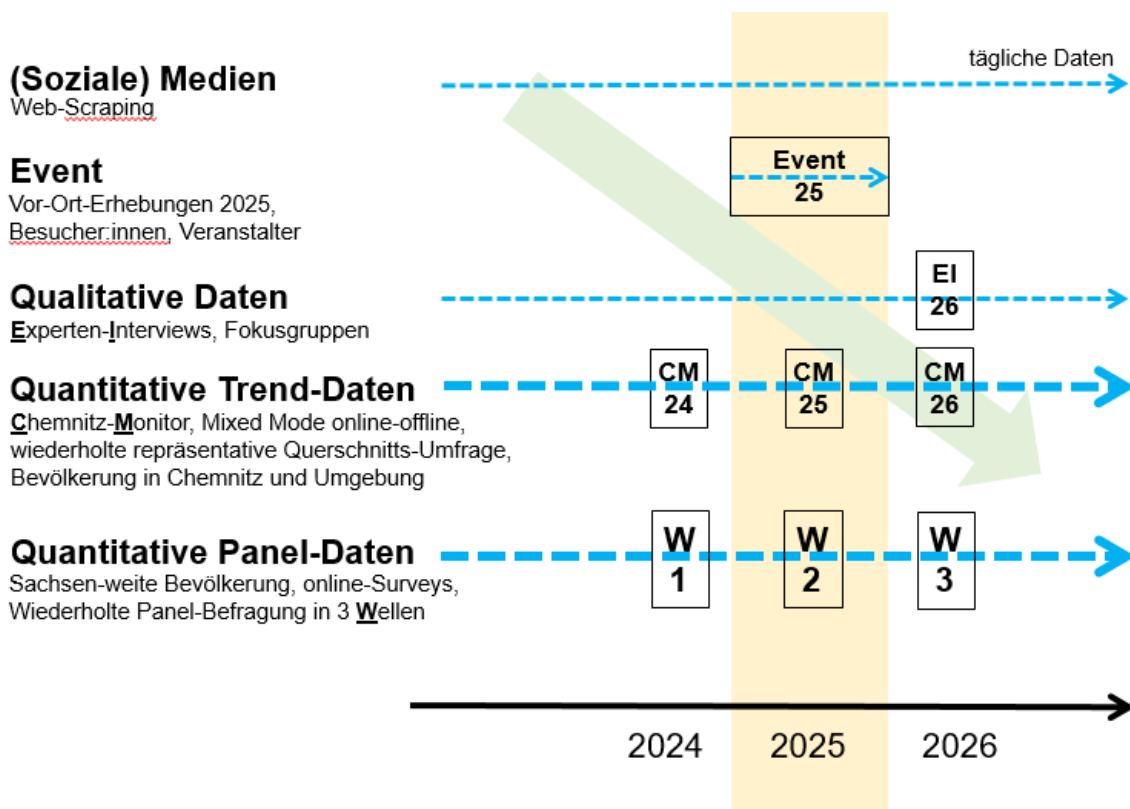 tägliche Daten
(Soziale) Medien
Web-Scraping
Event
Vor-Ort-Erhebungen 2025,
Besucher:innen, Veranstalter
Event
25
Qualitative Daten
Experten-Interviews, Fokusgruppen
EI
26
Quantitative Trend-Daten
Chemnitz-Monitor, Mixed Mode online-offline,
wiederholte repräsentative Querschnitts-Umfrage,
Bevölkerung in Chemnitz und Umgebung
CM
24
CM
25
CM
26
Quantitative Panel-Daten
Sachsen-weite Bevölkerung, online-Surveys,
Wiederholte Panel-Befragung in 3 Wellen
W
1
W
2
W
3
2024
2025
2026